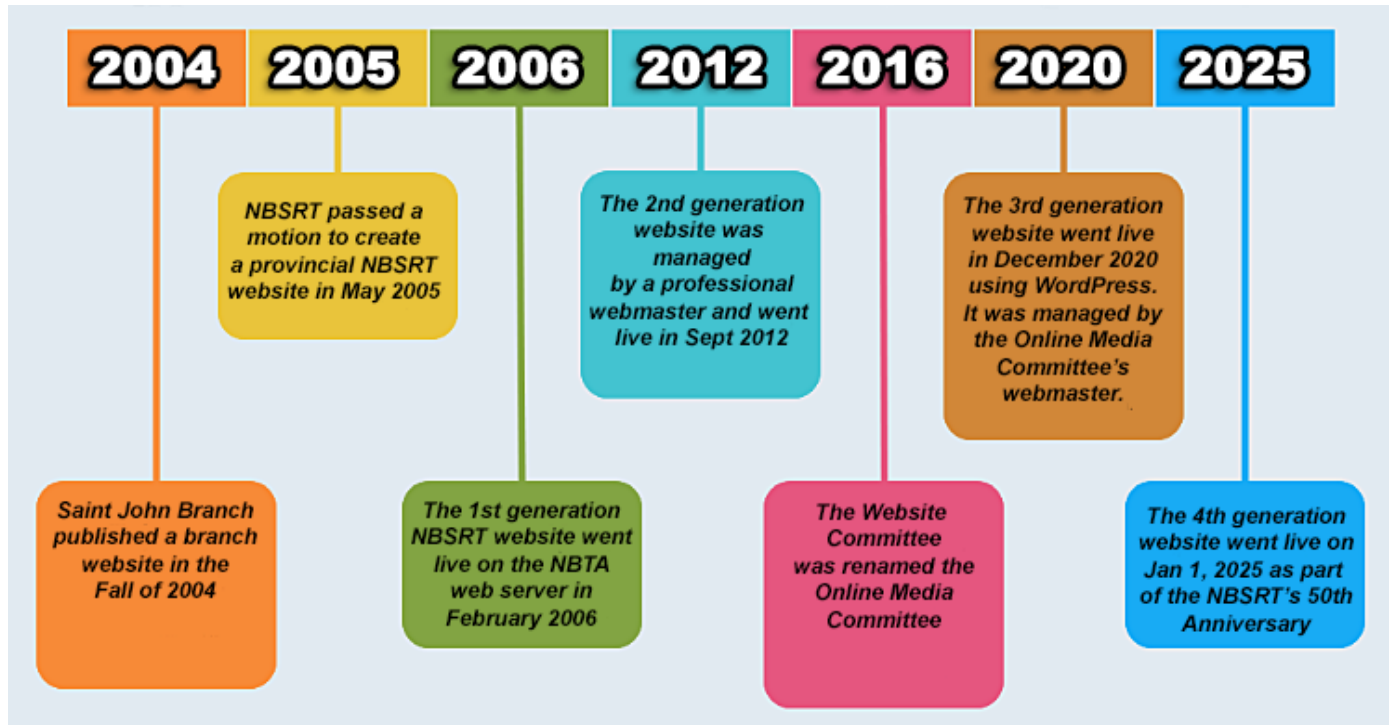 2004
2005
2006
2012
2016
2020
2025
Saint John Branch
published a branch
website in the
Fall of 2004
NBSRT passed a
motion to create
a provincial NBSRT
website in May 2005
The 1st generation
NBSRT website went
live on the NBTA
web server in
February 2006
The 2nd generation
website was
managed
by a professional
webmaster and went
live in Sept 2012
The Website
Committee
was renamed the
Online Media
Committee
The 3rd generation
website went live
in December 2020
using WordPress.
It was managed by
the Online Media
Committee’s
webmaster.
The 4th generation
website went live on
Jan 1, 2025 as part
of the NBSRT’s 50th
Anniversary